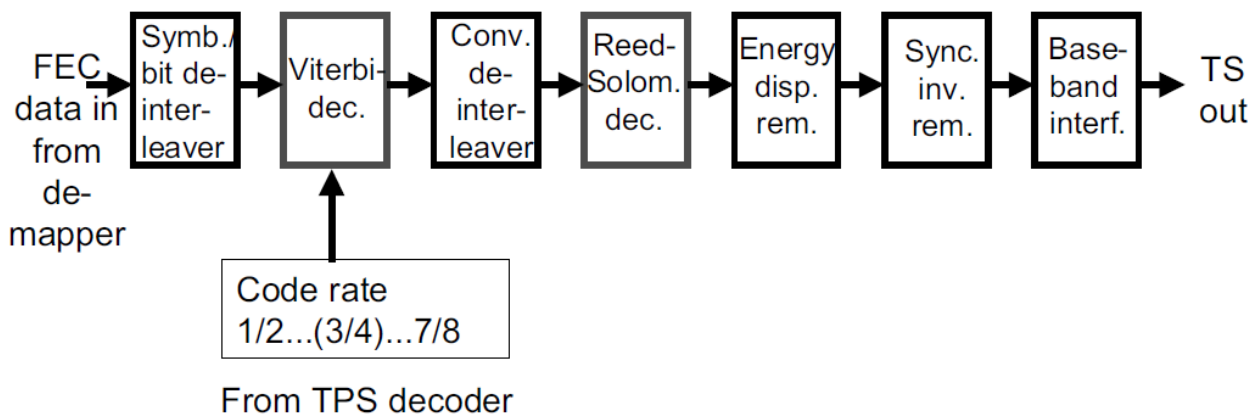 FEC
data in
from
de-
mapper
Symb./
bit de-
inter-
leaver
Viterbi-
dec.
Conv.
de-
inter-
leaver
Reed-
Solom.
dec.
Energy
disp.
rem.
Sync.
inv.
rem.
Base-
band
interf.
TS
out
Code rate
1/2...(3/4)...7/8
From TPS decoder